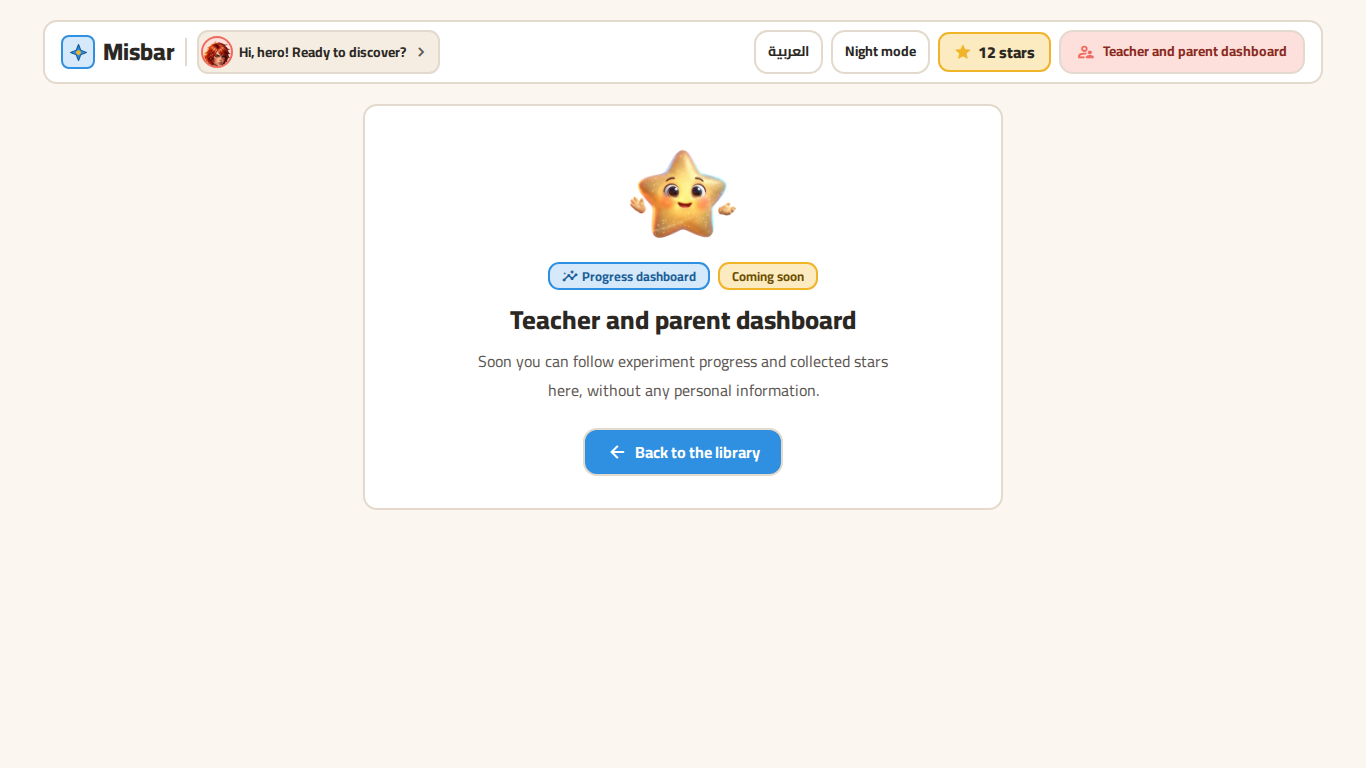 Misbar
Hi, hero! Ready to discover?
العربية
Night mode
12 stars
Teacher and parent dashboard
Progress dashboard
Coming soon
Teacher and parent dashboard
Soon you can follow experiment progress and collected stars
here, without any personal information.
Back to the library